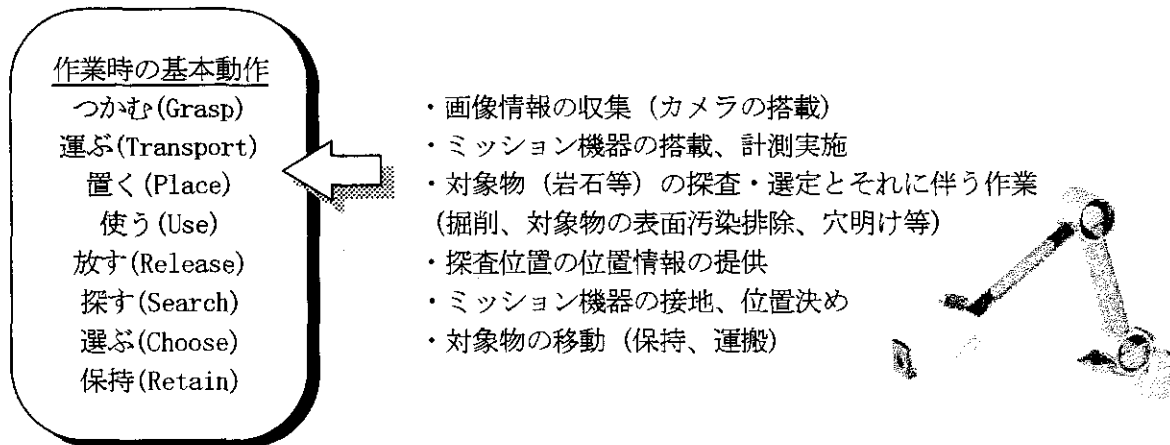 作業時の基本動作
つかむ(Grasp)
運ぶ(Transport)
置く(Place)
使う(Use)
放す(Release)
探す(Search)
選ぶ(Choose)
保持(Retain)
・画像情報の収集（カメラの搭載）
・ミッション機器の搭載、計測実施
・対象物（岩石等）の探査・選定とそれに伴う作業
（掘削、対象物の表面汚染排除、穴明け等）
・探査位置の位置情報の提供
・ミッション機器の接地、位置決め
・対象物の移動（保持、運搬）